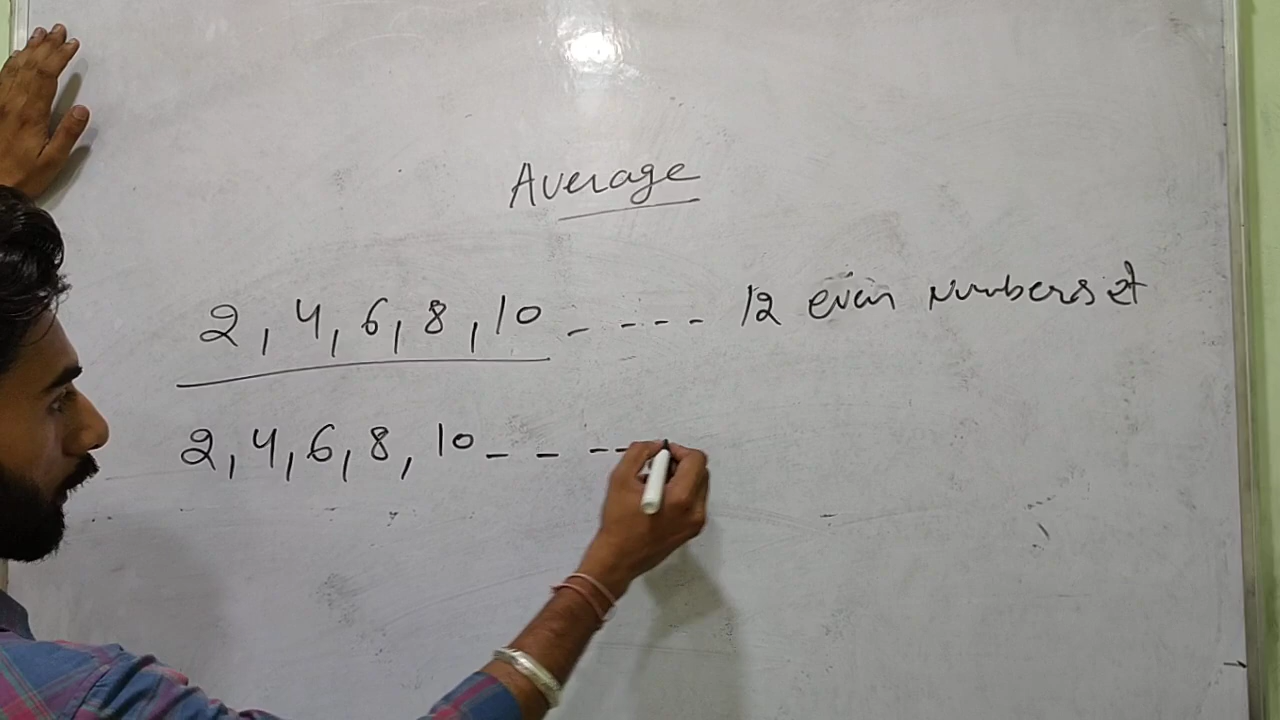 Average
2, 4, 6, 8, 10 - - - - - 12 even numbers
2, 4, 6, 8, 10 - - - -